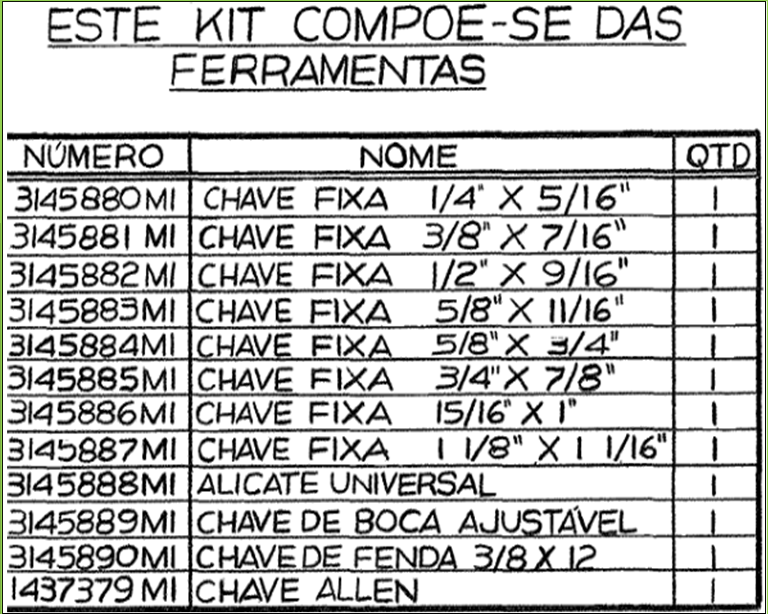 ESTE KIT COMPOE-SE DAS
FERRAMENTAS
NÚMERO NOME QTD
3145880MI CHAVE FIXA 1/4" X 5/16" 1
3145881 MI CHAVE FIXA 3/8" X 7/16" 1
3145882MI CHAVE FIXA 1/2" X 9/16" 1
3145883MI CHAVE FIXA 5/8" X 11/16" 1
3145884MI CHAVE FIXA 5/8" X 3/4" 1
3145885MI CHAVE FIXA 3/4" X 7/8" 1
3145886MI CHAVE FIXA 15/16" X 1" 1
3145887MI CHAVE FIXA 1 1/8" X 1 1/16" 1
3145888MI ALICATE UNIVERSAL 1
3145889MI CHAVE DE BOCA AJUSTÁVEL 1
3145890MI CHAVE DE FENDA 3/8 X 12 1
1437379 MI CHAVE ALLEN 1